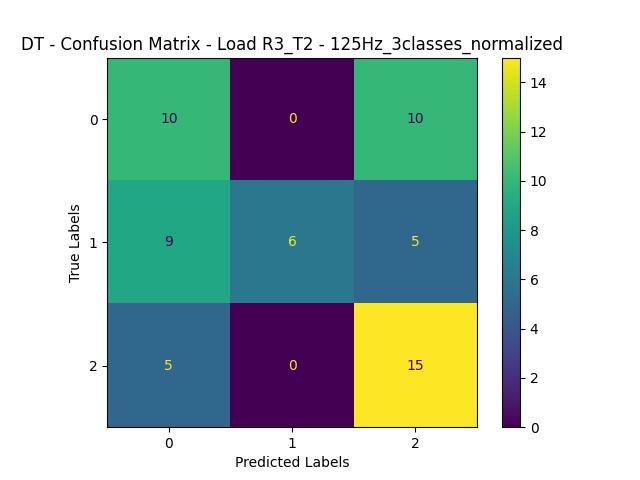 DT - Confusion Matrix - Load R3_T2 - 125Hz_3classes_normalized
0 10 0 10
1 9 6 5
2 5 0 15
0 1 2
Predicted Labels
True Labels
14
12
10
8
6
4
2
0